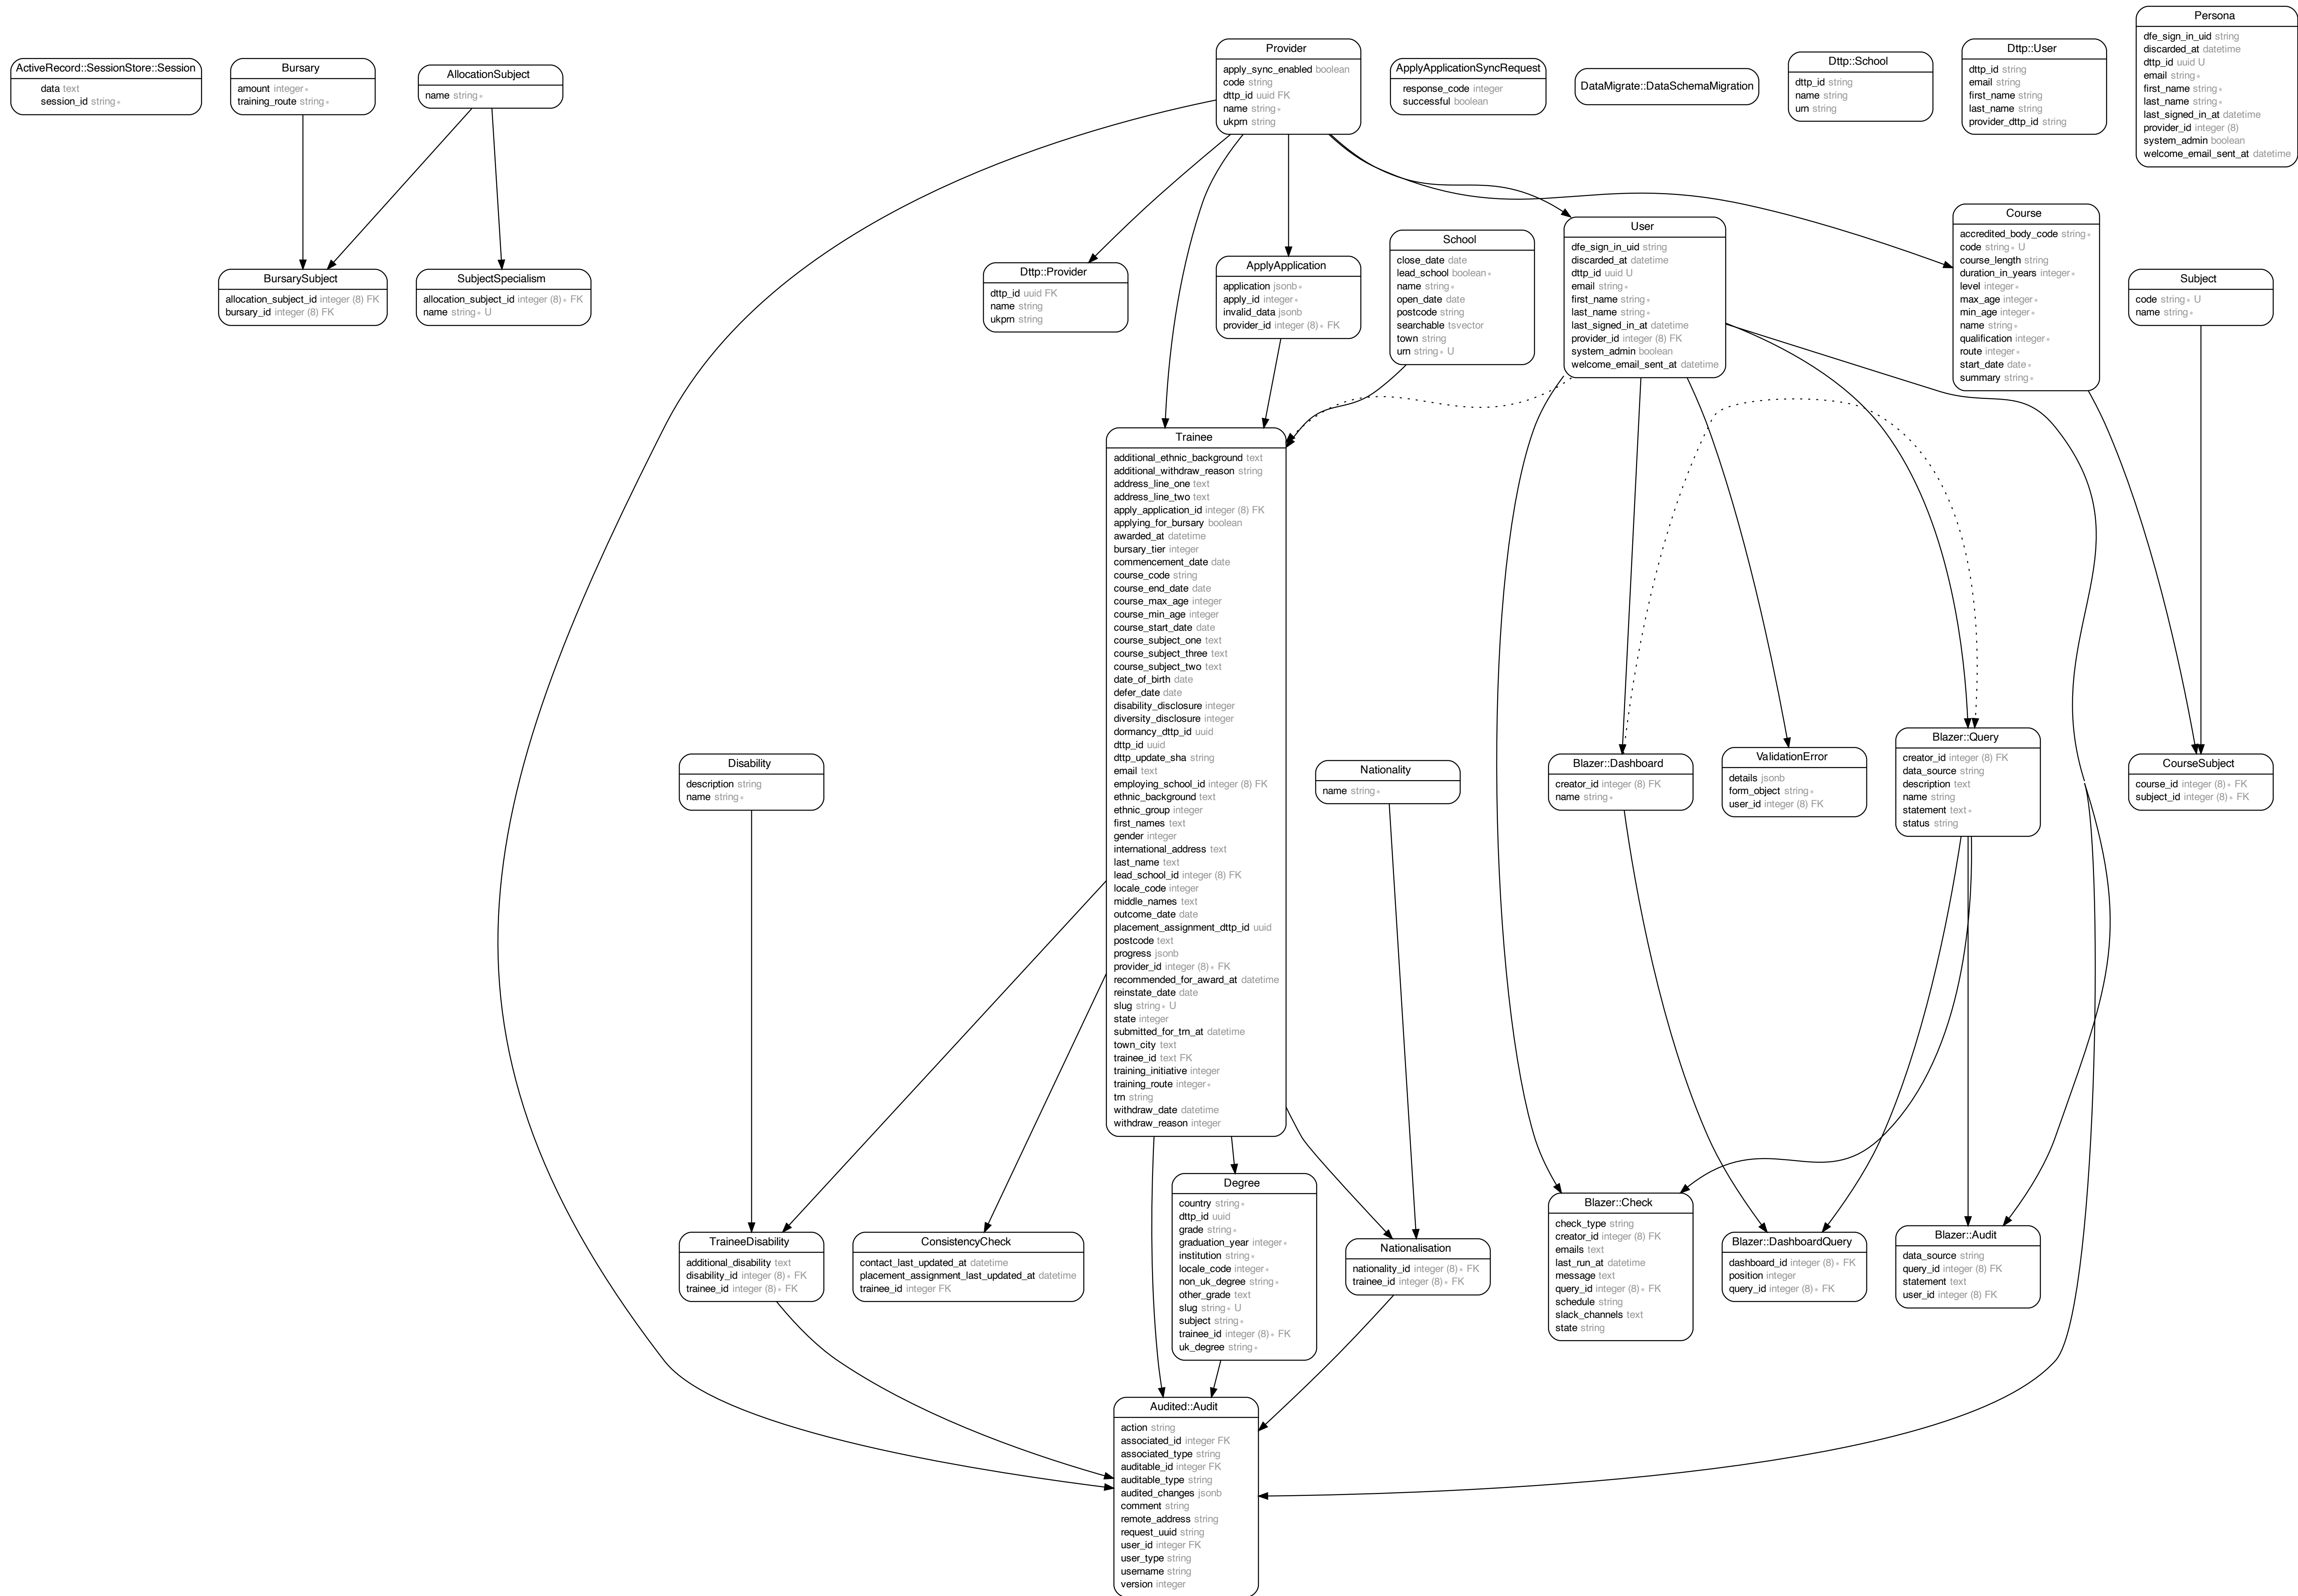 ActiveRecord::SessionStore::Session
data text
session_id string *
Bursary
amount integer *
training_route string *
AllocationSubject
name string *
Provider
apply_sync_enabled boolean
code string
dttp_id uuid FK
name string *
ukprn string
ApplyApplicationSyncRequest
response_code integer
successful boolean
DataMigrate::DataSchemaMigration
Dttp::School
dttp_id string
name string
urn string
Dttp::User
dttp_id string
email string
first_name string
last_name string
provider_dttp_id string
Persona
dfe_sign_in_uid string
discarded_at datetime
dttp_id uuid U
email string *
first_name string *
last_name string *
last_signed_in_at datetime
provider_id integer (8)
system_admin boolean
welcome_email_sent_at datetime
BursarySubject
allocation_subject_id integer (8) FK
bursary_id integer (8) FK
SubjectSpecialism
allocation_subject_id integer (8) * FK
name string * U
Dttp::Provider
dttp_id uuid FK
name string
ukprn string
ApplyApplication
application jsonb *
apply_id integer *
invalid_data jsonb
provider_id integer (8) * FK
School
close_date date
lead_school boolean *
name string *
open_date date
postcode string
searchable tsvector
town string
urn string * U
User
dfe_sign_in_uid string
discarded_at datetime
dttp_id uuid U
email string *
first_name string *
last_name string *
last_signed_in_at datetime
provider_id integer (8) FK
system_admin boolean
welcome_email_sent_at datetime
Course
accredited_body_code string *
code string * U
course_length string
duration_in_years integer *
level integer *
max_age integer *
min_age integer *
name string *
qualification integer *
route integer *
start_date date *
summary string *
Subject
code string * U
name string *
Trainee
additional_ethnic_background text
additional_withdraw_reason string
address_line_one text
address_line_two text
apply_application_id integer (8) FK
applying_for_bursary boolean
awarded_at datetime
bursary_tier integer
commencement_date date
course_code string
course_end_date date
course_max_age integer
course_min_age integer
course_start_date date
course_subject_one text
course_subject_three text
course_subject_two text
date_of_birth date
defer_date date
disability_disclosure integer
diversity_disclosure integer
dormancy_dttp_id uuid
dttp_id uuid
dttp_update_sha string
email text
employing_school_id integer (8) FK
ethnic_background text
ethnic_group integer
first_names text
gender integer
international_address text
last_name text
lead_school_id integer (8) FK
locale_code integer
middle_names text
outcome_date date
placement_assignment_dttp_id uuid
postcode text
progress jsonb
provider_id integer (8) * FK
recommended_for_award_at datetime
reinstate_date date
slug string * U
state integer
submitted_for_trn_at datetime
town_city text
trainee_id text FK
training_initiative integer
training_route integer *
trn string
withdraw_date datetime
withdraw_reason integer
Disability
description string
name string *
Nationality
name string *
Blazer::Dashboard
creator_id integer (8) FK
name string *
ValidationError
details jsonb
form_object string *
user_id integer (8) FK
Blazer::Query
creator_id integer (8) FK
data_source string
description text
name string
statement text *
status string
CourseSubject
course_id integer (8) * FK
subject_id integer (8) * FK
TraineeDisability
additional_disability text
disability_id integer (8) * FK
trainee_id integer (8) * FK
ConsistencyCheck
contact_last_updated_at datetime
placement_assignment_last_updated_at datetime
trainee_id integer FK
Degree
country string *
dttp_id uuid
grade string *
graduation_year integer *
institution string *
locale_code integer *
non_uk_degree string *
other_grade text
slug string * U
subject string *
trainee_id integer (8) * FK
uk_degree string *
Nationalisation
nationality_id integer (8) * FK
trainee_id integer (8) * FK
Blazer::Check
check_type string
creator_id integer (8) FK
emails text
last_run_at datetime
message text
query_id integer (8) * FK
schedule string
slack_channels text
state string
Blazer::DashboardQuery
dashboard_id integer (8) * FK
position integer
query_id integer (8) * FK
Blazer::Audit
data_source string
query_id integer (8) FK
statement text
user_id integer (8) FK
Audited::Audit
action string
associated_id integer FK
associated_type string
auditable_id integer FK
auditable_type string
audited_changes jsonb
comment string
remote_address string
request_uuid string
user_id integer FK
user_type string
username string
version integer